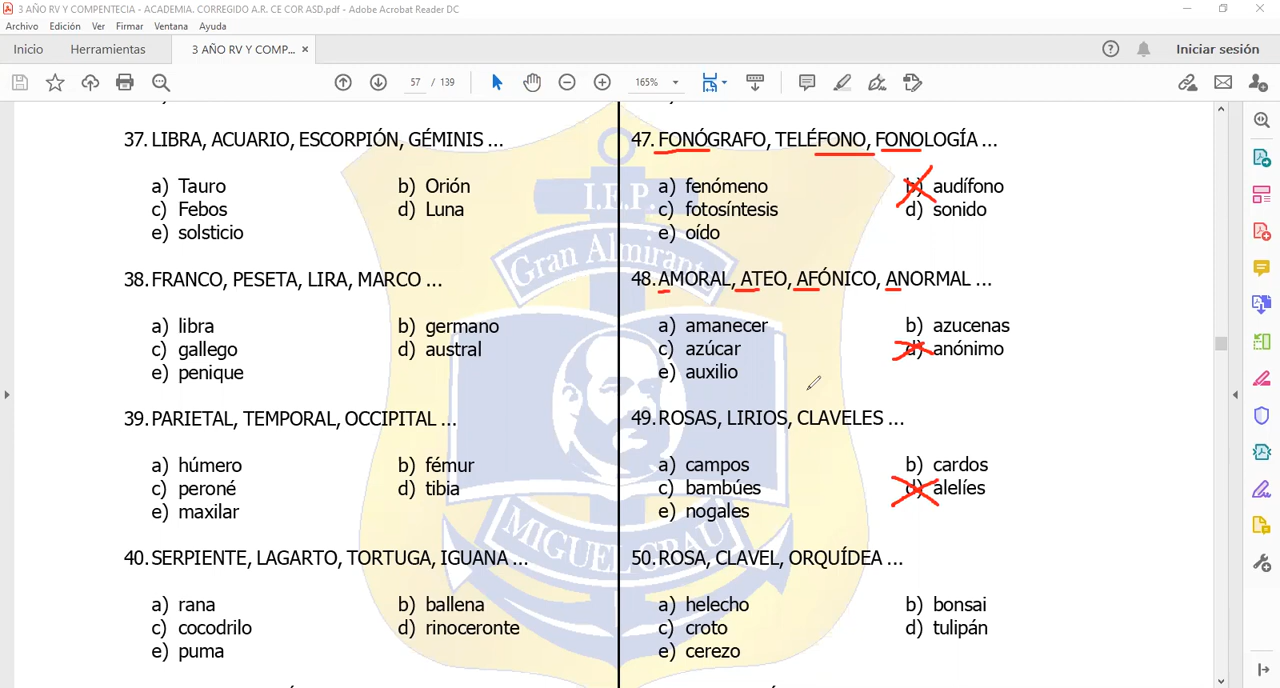 3 AÑO RV Y COMPENTECIA - ACADEMIA. CORREGIDO A.R. CE COR ASD.pdf - Adobe Acrobat Reader DC
Archivo Edición Ver Firmar Ventana Ayuda
Inicio Herramientas 3 AÑO RV Y COMP... × Iniciar sesión
57 / 139 165%
37. LIBRA, ACUARIO, ESCORPIÓN, GÉMINIS ...
a) Tauro b) Orión
c) Febos d) Luna
e) solsticio
38. FRANCO, PESETA, LIRA, MARCO ...
a) libra b) germano
c) gallego d) austral
e) penique
39. PARIETAL, TEMPORAL, OCCIPITAL ...
a) húmero b) fémur
c) peroné d) tibia
e) maxilar
40. SERPIENTE, LAGARTO, TORTUGA, IGUANA ...
a) rana b) ballena
c) cocodrilo d) rinoceronte
e) puma
47. FONÓGRAFO, TELÉFONO, FONOLOGÍA ...
a) fenómeno b) audífono
c) fotosíntesis d) sonido
e) oído
48. AMORAL, ATEO, AFÓNICO, ANORMAL ...
a) amanecer b) azucenas
c) azúcar d) anónimo
e) auxilio
49. ROSAS, LIRIOS, CLAVELES ...
a) campos b) cardos
c) bambúes d) alelíes
e) nogales
50. ROSA, CLAVEL, ORQUÍDEA ...
a) helecho b) bonsai
c) croto d) tulipán
e) cerezo
I.E.P.
Gran Almirante
MIGUEL GRAU